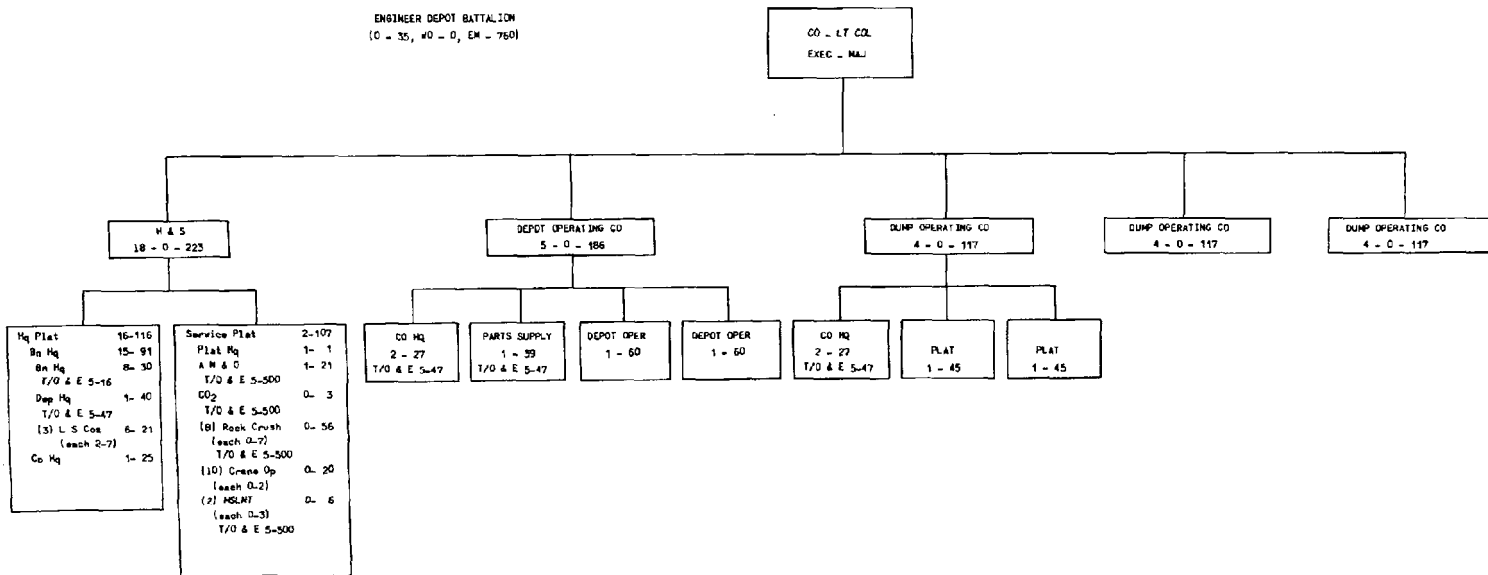 ENGINEER DEPOT BATTALION
(O - 35, WO - 0, EM - 760)
CO - LT COL
EXEC - MAJ
H & S
18 - 0 - 223
DEPOT OPERATING CO
5 - 0 - 186
DUMP OPERATING CO
4 - 0 - 117
DUMP OPERATING CO
4 - 0 - 117
DUMP OPERATING CO
4 - 0 - 117
Hq Plat 16-116
Bn Hq 15- 91
Bn Hq 8- 30
T/O & E 5-16
Dep Hq 1- 40
T/O & E 5-47
(3) L S Cos 6- 21
(each 2-7)
Co Hq 1- 25
Service Plat 2-107
Plat Hq 1- 1
A M & O 1- 21
T/O & E 5-500
CO2 0- 3
T/O & E 5-500
(8) Rock Crush 0- 56
(each 0-7)
T/O & E 5-500
(10) Crane Op 0- 20
(each 0-2)
(2) MSLMT 0- 6
(each 0-3)
T/O & E 5-500
CO HQ
2 - 27
T/O & E 5-47
PARTS SUPPLY
1 - 39
T/O & E 5-47
DEPOT OPER
1 - 60
DEPOT OPER
1 - 60
CO HQ
2 - 27
T/O & E 5-47
PLAT
1 - 45
PLAT
1 - 45